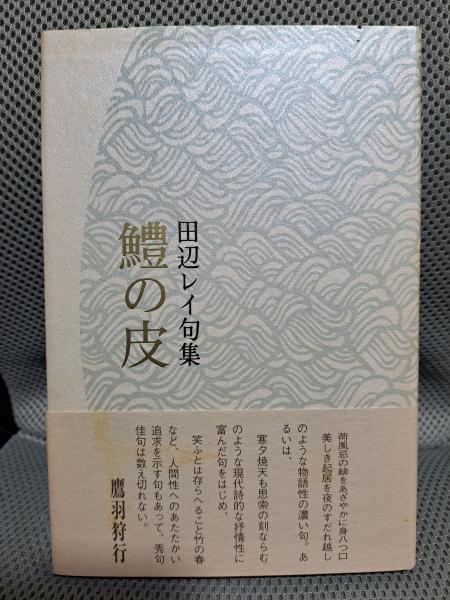 田辺レイ句集
鱧の皮
荷風忌の緋をあざやかに身八つ口
美しき起居を夜のすだれ越し
のような物語性の濃い句。あ
るいは、
寒夕焼天も思索の刻ならむ
のような現代詩的な抒情性に
富んだ句をはじめ、
笑ふとは存らへること竹の春
など、人間性へのあたたかい
追求を示す句もあって、秀句
佳句は数え切れない。
鷹羽狩行